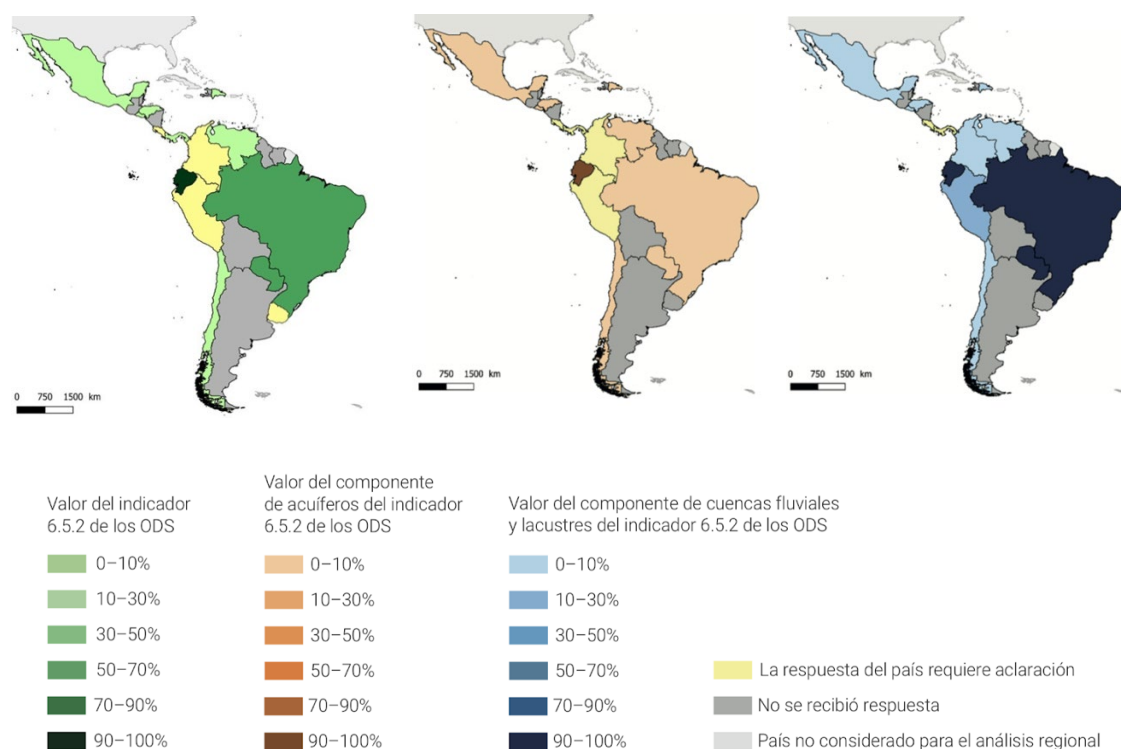 0 750 1500 km
0 750 1500 km
0 750 1500 km
Valor del indicador
6.5.2 de los ODS
0–10%
10–30%
30–50%
50–70%
70–90%
90–100%
Valor del componente
de acuíferos del indicador
6.5.2 de los ODS
0–10%
10–30%
30–50%
50–70%
70–90%
90–100%
Valor del componente de cuencas fluviales
y lacustres del indicador 6.5.2 de los ODS
0–10%
10–30%
30–50%
50–70%
70–90%
90–100%
La respuesta del país requiere aclaración
No se recibió respuesta
País no considerado para el análisis regional